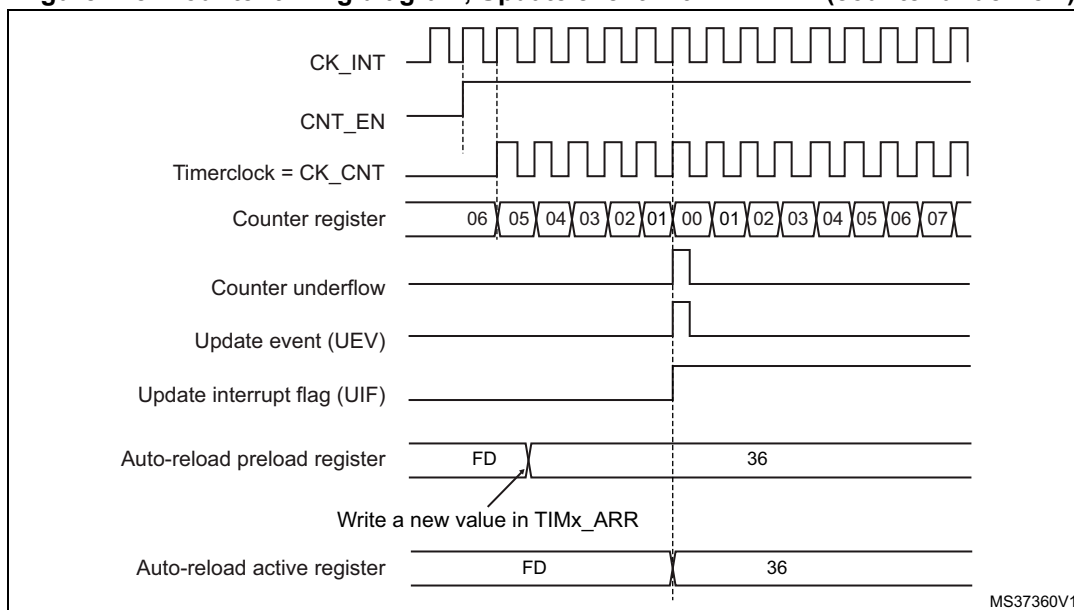 CK_INT
CNT_EN
Timerclock = CK_CNT
Counter register 06 05 04 03 02 01 00 01 02 03 04 05 06 07
Counter underflow
Update event (UEV)
Update interrupt flag (UIF)
Auto-reload preload register FD 36
Write a new value in TIMx_ARR
Auto-reload active register FD 36
MS37360V1